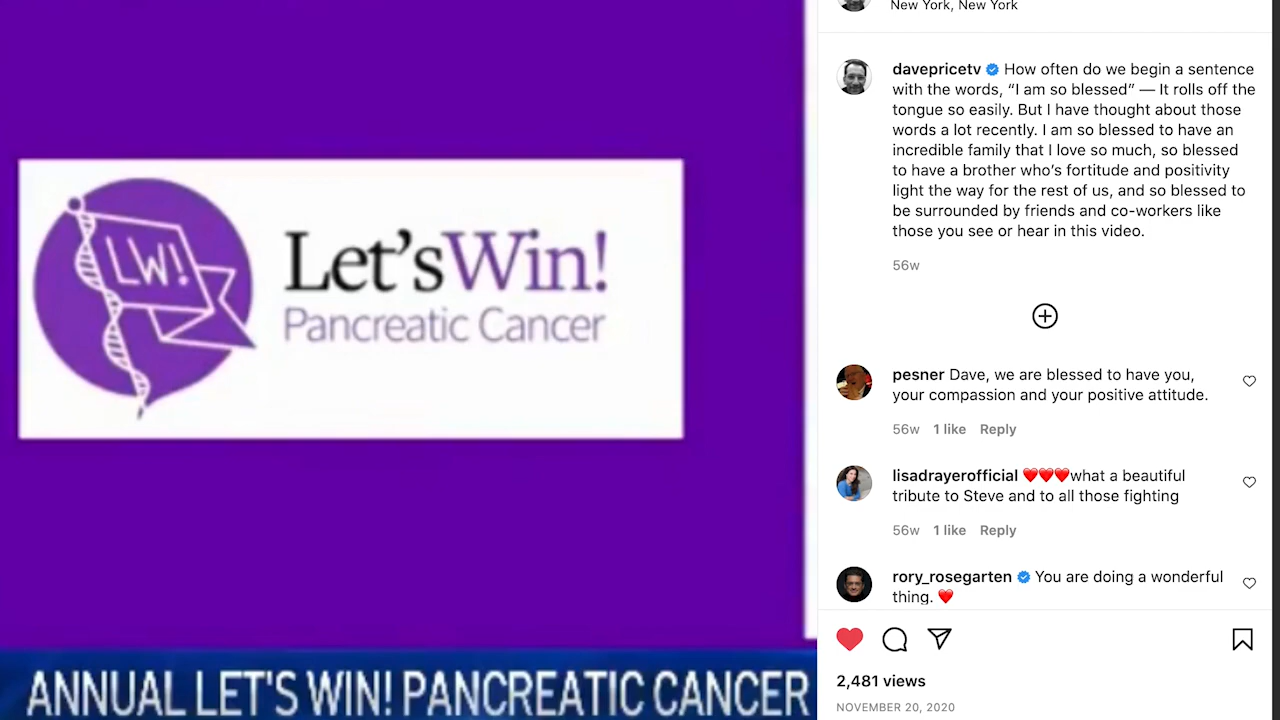 LW!
Let'sWin!
Pancreatic Cancer
ANNUAL LET'S WIN! PANCREATIC CANCER
New York, New York
davepricetv How often do we begin a sentence
with the words, “I am so blessed” — It rolls off the
tongue so easily. But I have thought about those
words a lot recently. I am so blessed to have an
incredible family that I love so much, so blessed
to have a brother who's fortitude and positivity
light the way for the rest of us, and so blessed to
be surrounded by friends and co-workers like
those you see or hear in this video.
56w
pesner Dave, we are blessed to have you,
your compassion and your positive attitude.
56w 1 like Reply
lisadrayerofficial ❤️❤️❤️what a beautiful
tribute to Steve and to all those fighting
56w 1 like Reply
rory_rosegarten You are doing a wonderful
thing. ❤️
2,481 views
NOVEMBER 20, 2020